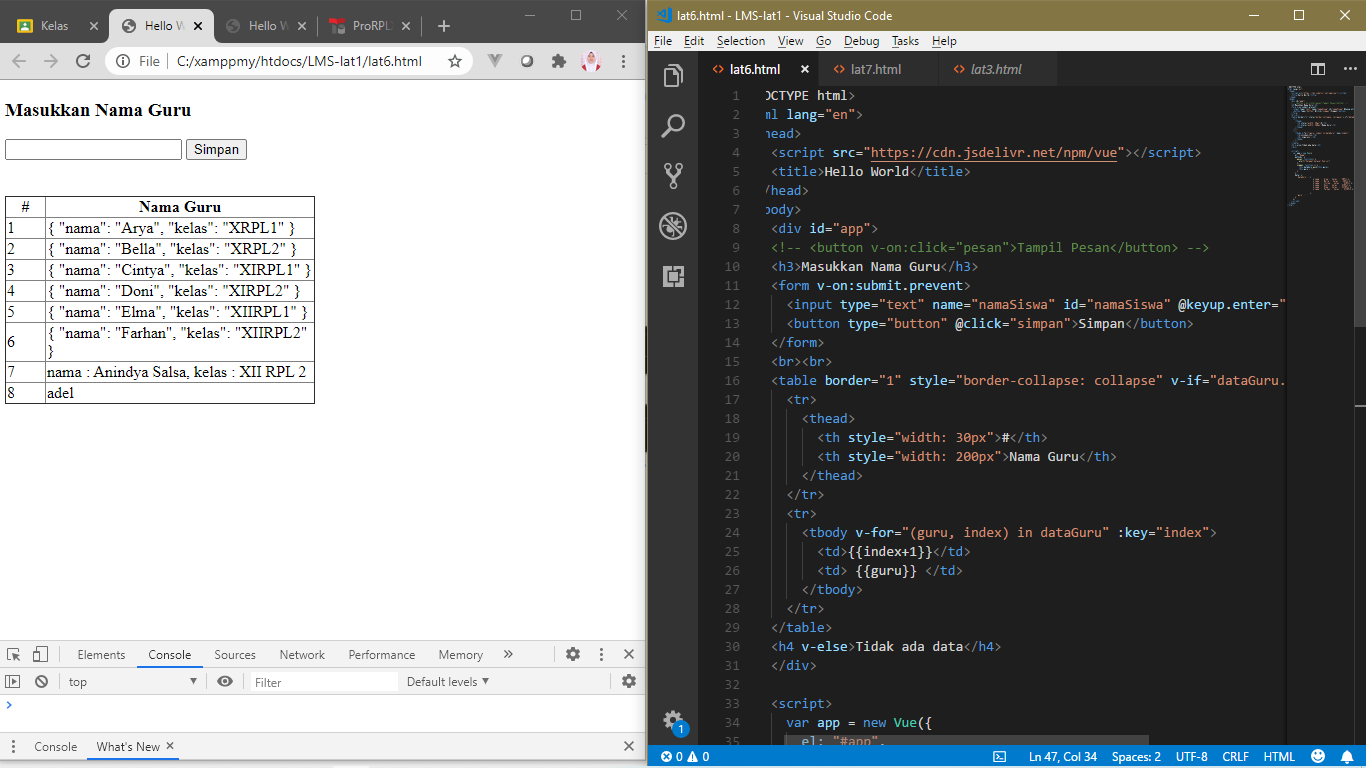 Kelas
Hello W
Hello W
ProRPL
File
C:/xamppmy/htdocs/LMS-lat1/lat6.html
Masukkan Nama Guru
Simpan
# Nama Guru
1 { "nama": "Arya", "kelas": "XRPL1" }
2 { "nama": "Bella", "kelas": "XRPL2" }
3 { "nama": "Cintya", "kelas": "XIRPL1" }
4 { "nama": "Doni", "kelas": "XIRPL2" }
5 { "nama": "Elma", "kelas": "XIIRPL1" }
6 { "nama": "Farhan", "kelas": "XIIRPL2"
}
7 nama : Anindya Salsa, kelas : XII RPL 2
8 adel
Elements Console Sources Network Performance Memory »
top Filter Default levels ▼
Console What's New
lat6.html - LMS-lat1 - Visual Studio Code
File Edit Selection View Go Debug Tasks Help
lat6.html lat7.html lat3.html
1 OCTYPE html>
2 ml lang="en">
3 head>
4 <script src="https://cdn.jsdelivr.net/npm/vue"></script>
5 <title>Hello World</title>
6 /head>
7 body>
8 <div id="app">
9 <!-- <button v-on:click="pesan">Tampil Pesan</button> -->
10 <h3>Masukkan Nama Guru</h3>
11 <form v-on:submit.prevent>
12 <input type="text" name="namaSiswa" id="namaSiswa" @keyup.enter="
13 <button type="button" @click="simpan">Simpan</button>
14 </form>
15 <br><br>
16 <table border="1" style="border-collapse: collapse" v-if="dataGuru.
17 <tr>
18 <thead>
19 <th style="width: 30px">#</th>
20 <th style="width: 200px">Nama Guru</th>
21 </thead>
22 </tr>
23 <tr>
24 <tbody v-for="(guru, index) in dataGuru" :key="index">
25 <td>{{index+1}}</td>
26 <td> {{guru}} </td>
27 </tbody>
28 </tr>
29 </table>
30 <h4 v-else>Tidak ada data</h4>
31 </div>
32
33 <script>
34 var app = new Vue({
35 el: "#app",
1
0 0 Ln 47, Col 34 Spaces: 2 UTF-8 CRLF HTML